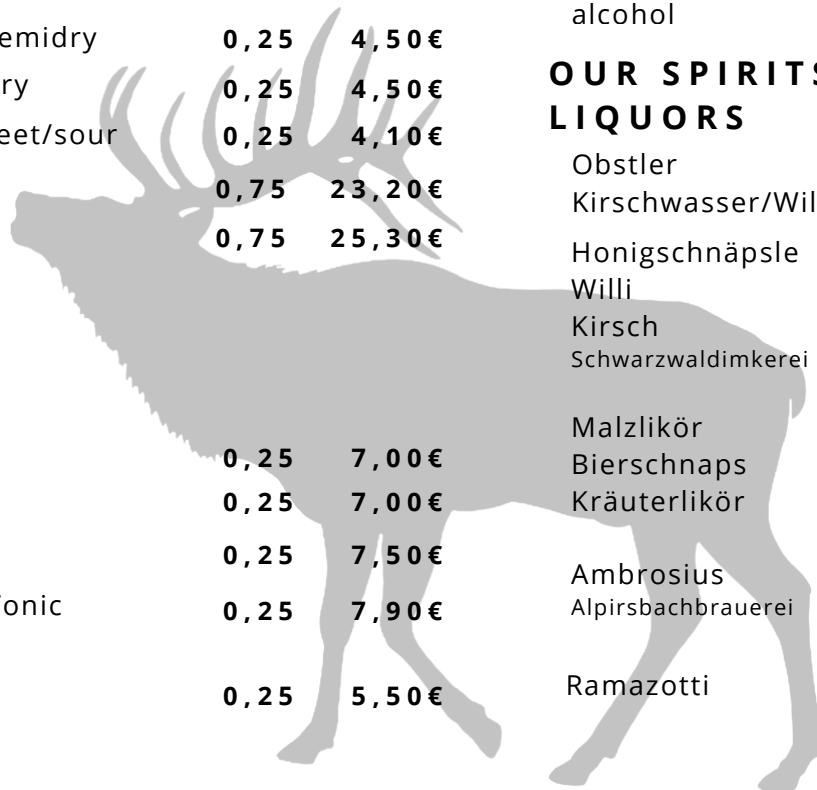 emidry 0,25 4,50€
ry 0,25 4,50€
eet/sour 0,25 4,10€
0,75 23,20€
0,75 25,30€
0,25 7,00€
0,25 7,00€
0,25 7,50€
Tonic 0,25 7,90€
0,25 5,50€
alcohol
OUR SPIRITS
LIQUORS
Obstler
Kirschwasser/Wil
Honigschnäpsle
Willi
Kirsch
Schwarzwaldimkerei
Malzlikör
Bierschnaps
Kräuterlikör
Ambrosius
Alpirsbachbrauerei
Ramazotti